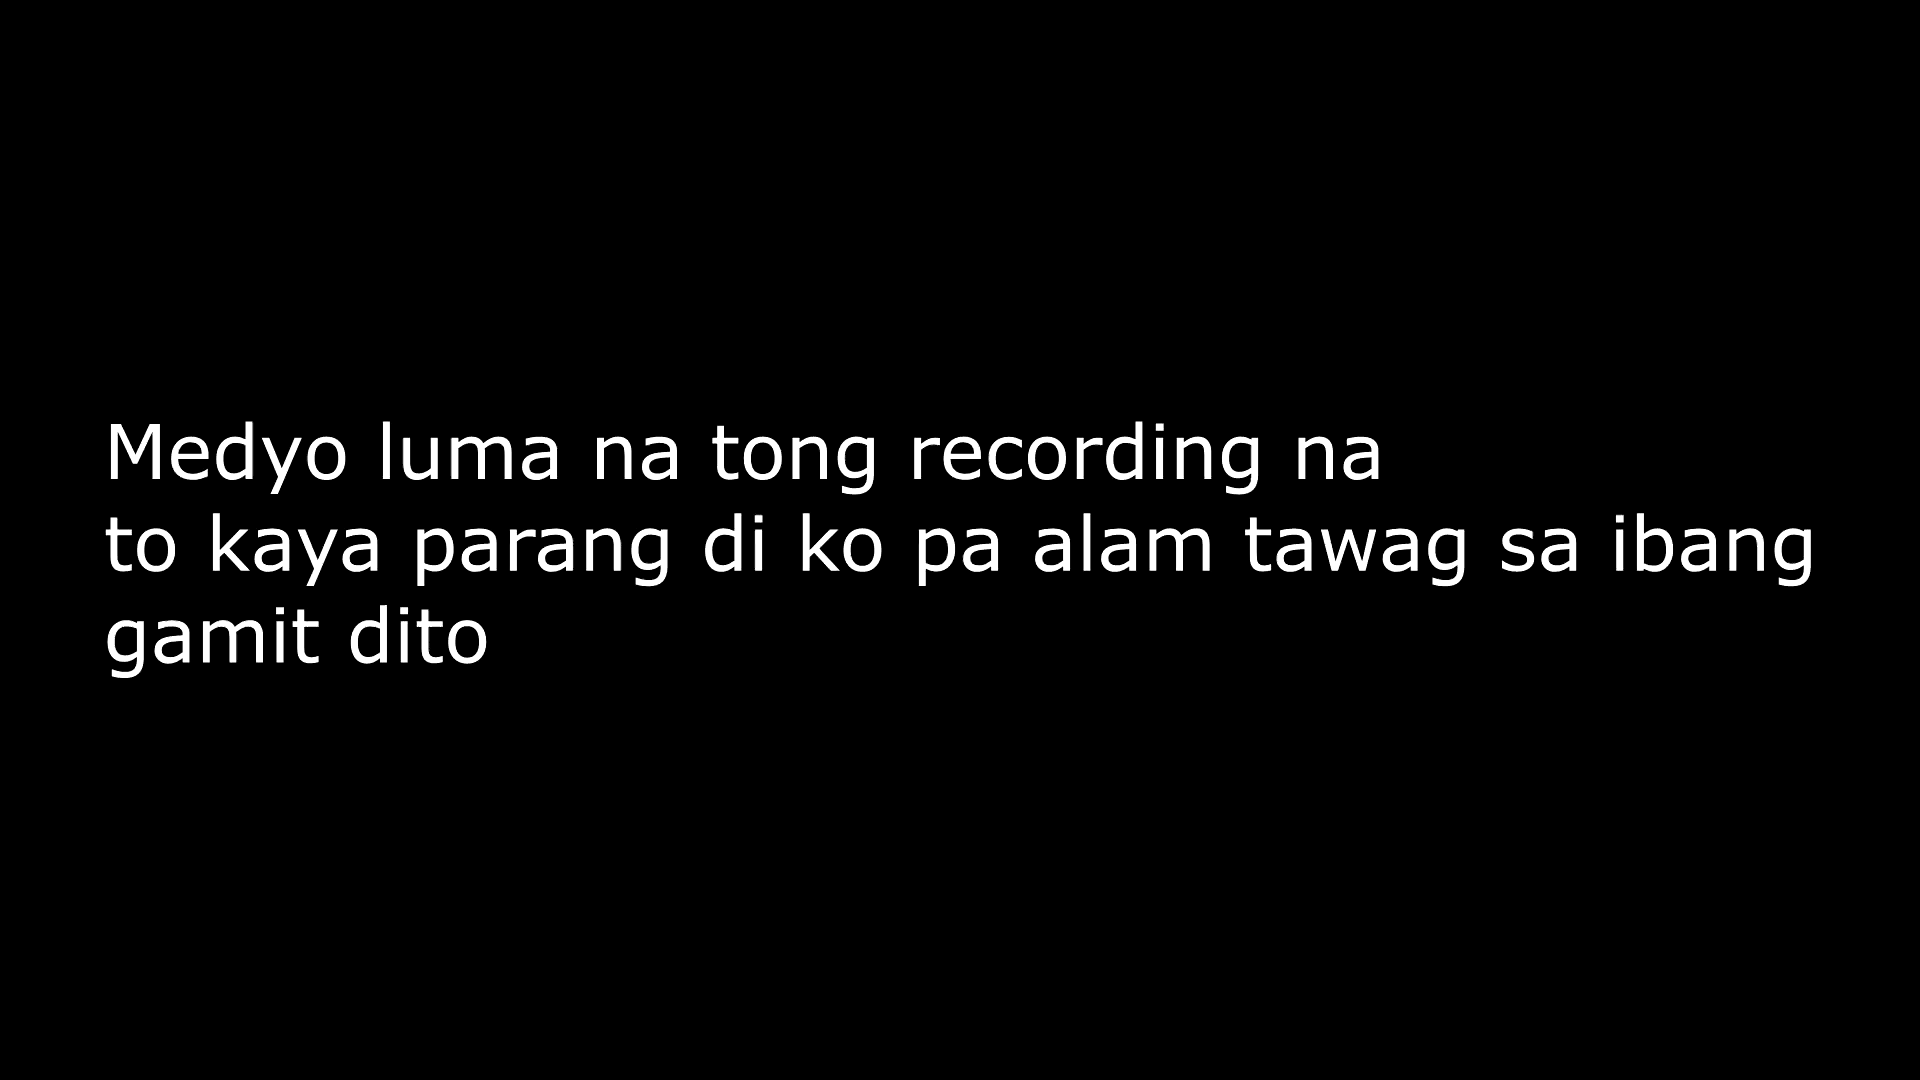 Medyo luma na tong recording na
to kaya parang di ko pa alam tawag sa ibang
gamit dito